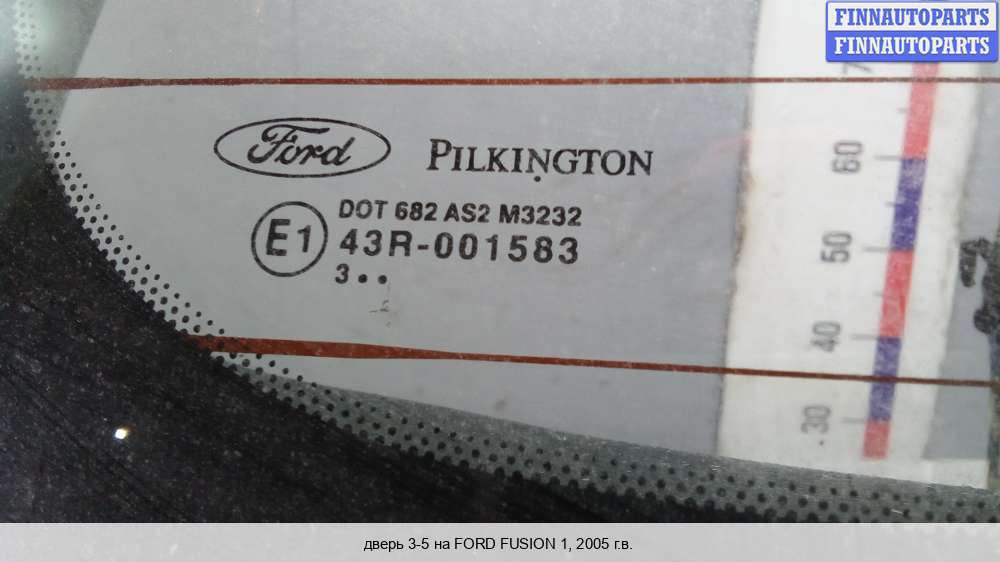 FINNAUTOPARTS
FINNAUTOPARTS
Ford PILKINGTON
DOT 682 AS2 M3232
E1 43R-001583
3••
60
50
40
30
дверь 3-5 на FORD FUSION 1, 2005 г.в.